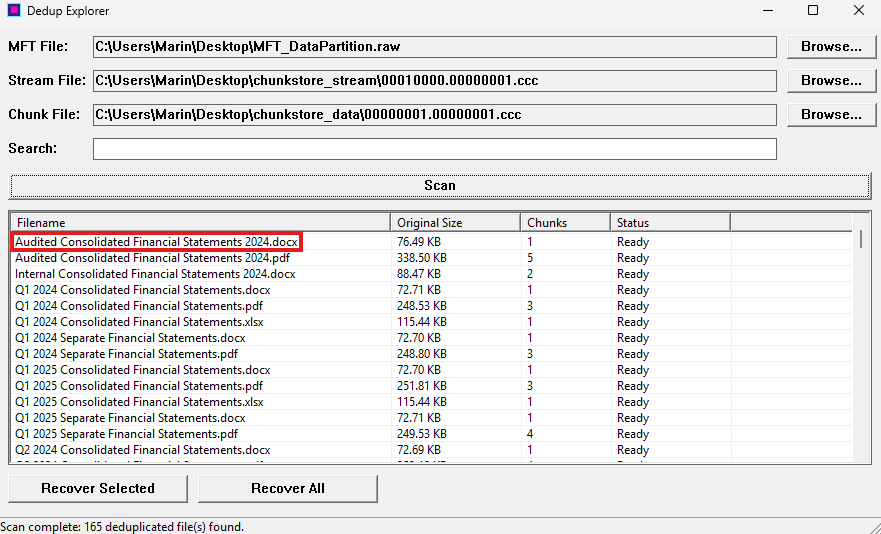 Dedup Explorer
MFT File: C:\Users\Marin\Desktop\MFT_DataPartition.raw Browse...
Stream File: C:\Users\Marin\Desktop\chunkstore_stream\00010000.00000001.ccc Browse...
Chunk File: C:\Users\Marin\Desktop\chunkstore_data\00000001.00000001.ccc Browse...
Search:
Scan
Filename Original Size Chunks Status
Audited Consolidated Financial Statements 2024.docx 76.49 KB 1 Ready
Audited Consolidated Financial Statements 2024.pdf 338.50 KB 5 Ready
Internal Consolidated Financial Statements 2024.docx 88.47 KB 2 Ready
Q1 2024 Consolidated Financial Statements.docx 72.71 KB 1 Ready
Q1 2024 Consolidated Financial Statements.pdf 248.53 KB 3 Ready
Q1 2024 Consolidated Financial Statements.xlsx 115.44 KB 1 Ready
Q1 2024 Separate Financial Statements.docx 72.70 KB 1 Ready
Q1 2024 Separate Financial Statements.pdf 248.80 KB 3 Ready
Q1 2025 Consolidated Financial Statements.docx 72.70 KB 1 Ready
Q1 2025 Consolidated Financial Statements.pdf 251.81 KB 3 Ready
Q1 2025 Consolidated Financial Statements.xlsx 115.44 KB 1 Ready
Q1 2025 Separate Financial Statements.docx 72.71 KB 1 Ready
Q1 2025 Separate Financial Statements.pdf 249.53 KB 4 Ready
Q2 2024 Consolidated Financial Statements.docx 72.69 KB 1 Ready
Recover Selected Recover All
Scan complete: 165 deduplicated file(s) found.